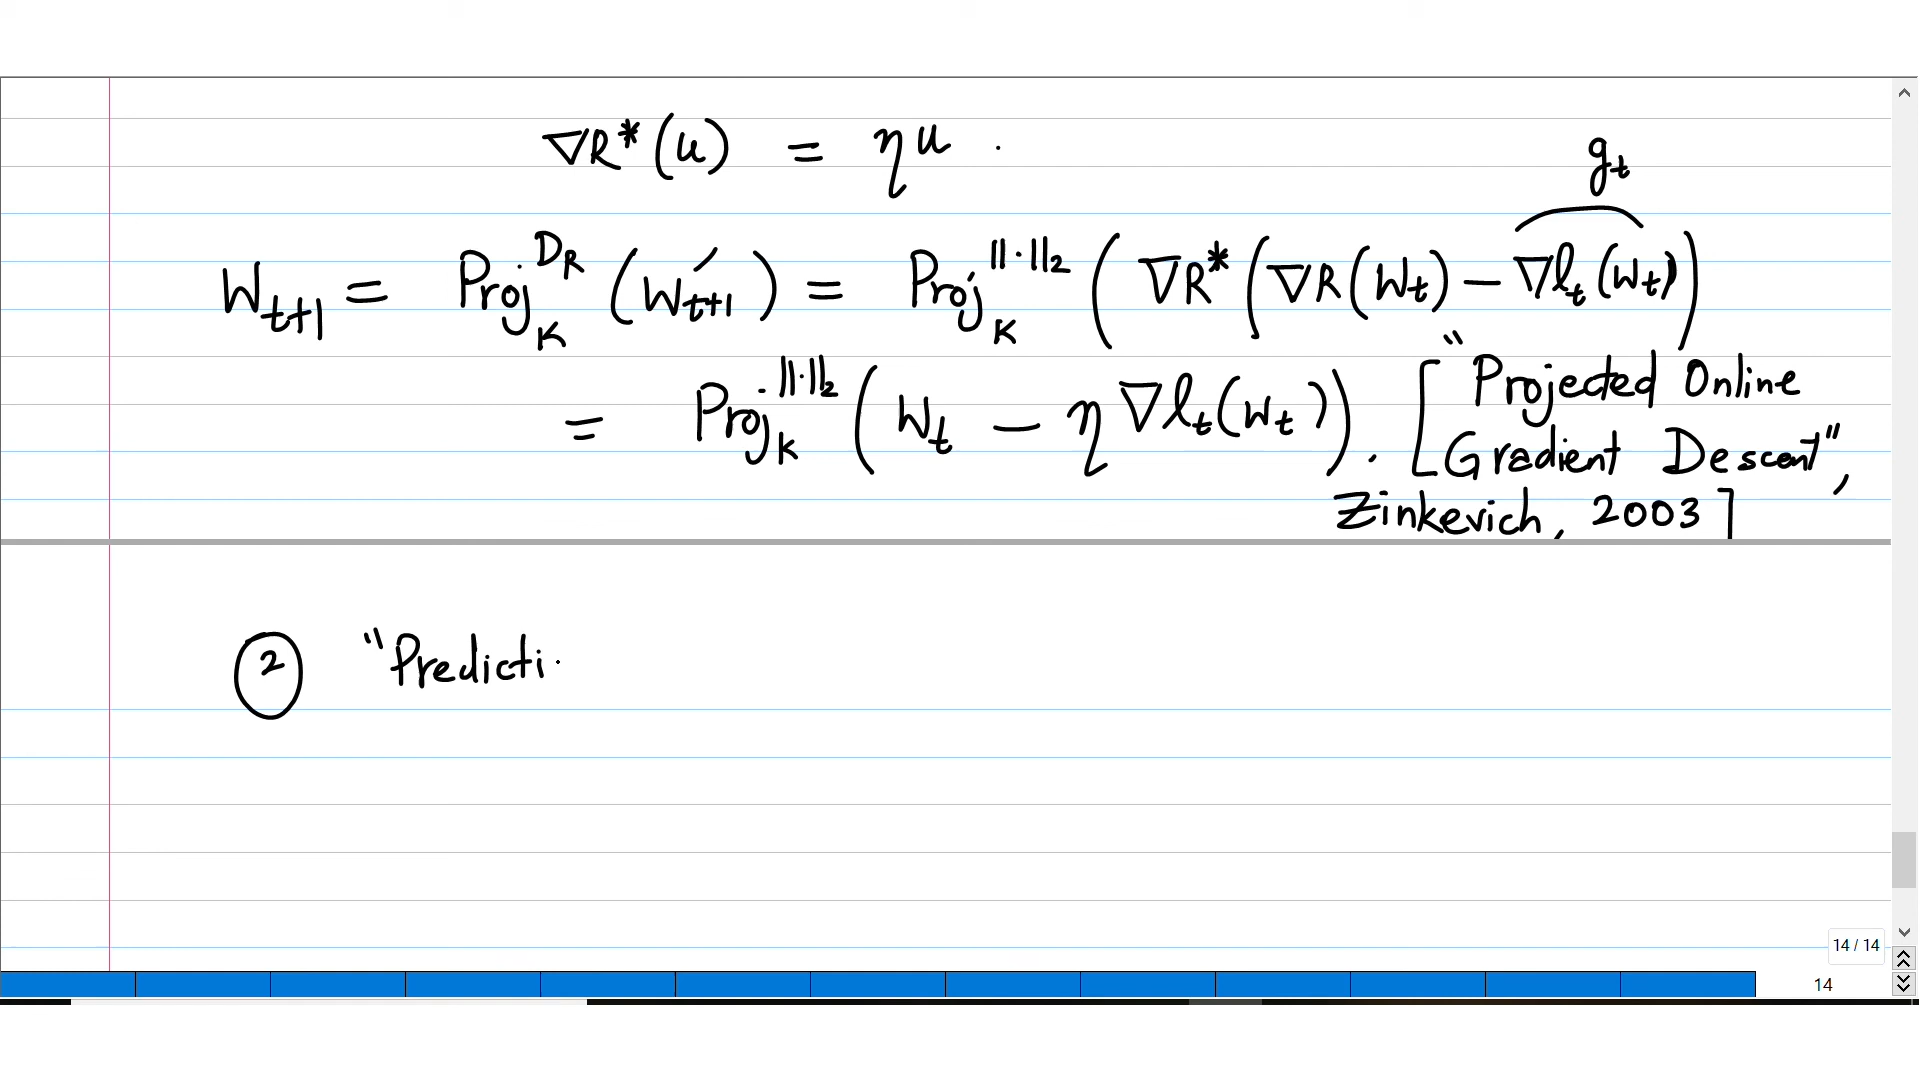 ∇R*(u) = ηu .
g_t
W_{t+1} = Proj_K^{D_R} (w'_{t+1}) = Proj_K^{||·||_2} ( ∇R* (∇R(W_t) − ∇l_t(W_t))
= Proj_K^{||·||_2} ( W_t − η ∇l_t(W_t) ) . [ "Projected Online
Gradient Descent",
Zinkevich, 2003 ]
② "Predicti
14 / 14
14